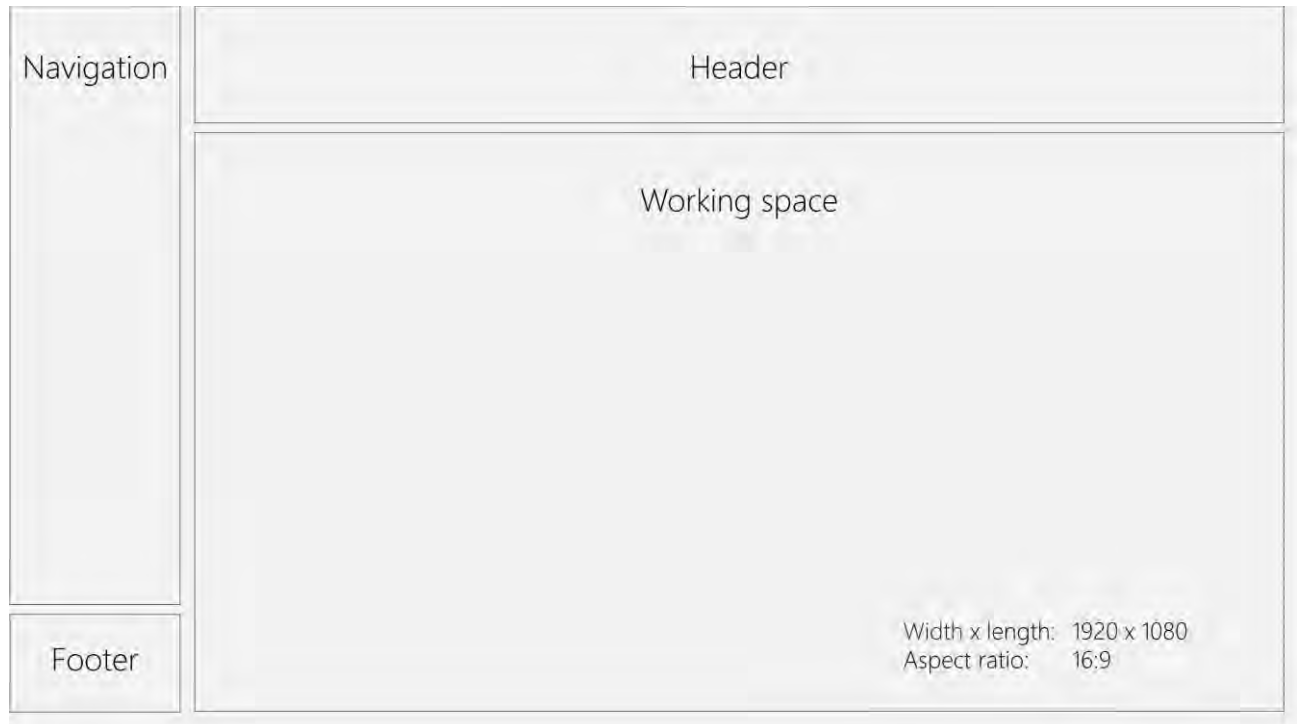 Navigation
Header
Working space
Footer
Width x length: 1920 x 1080
Aspect ratio: 16:9